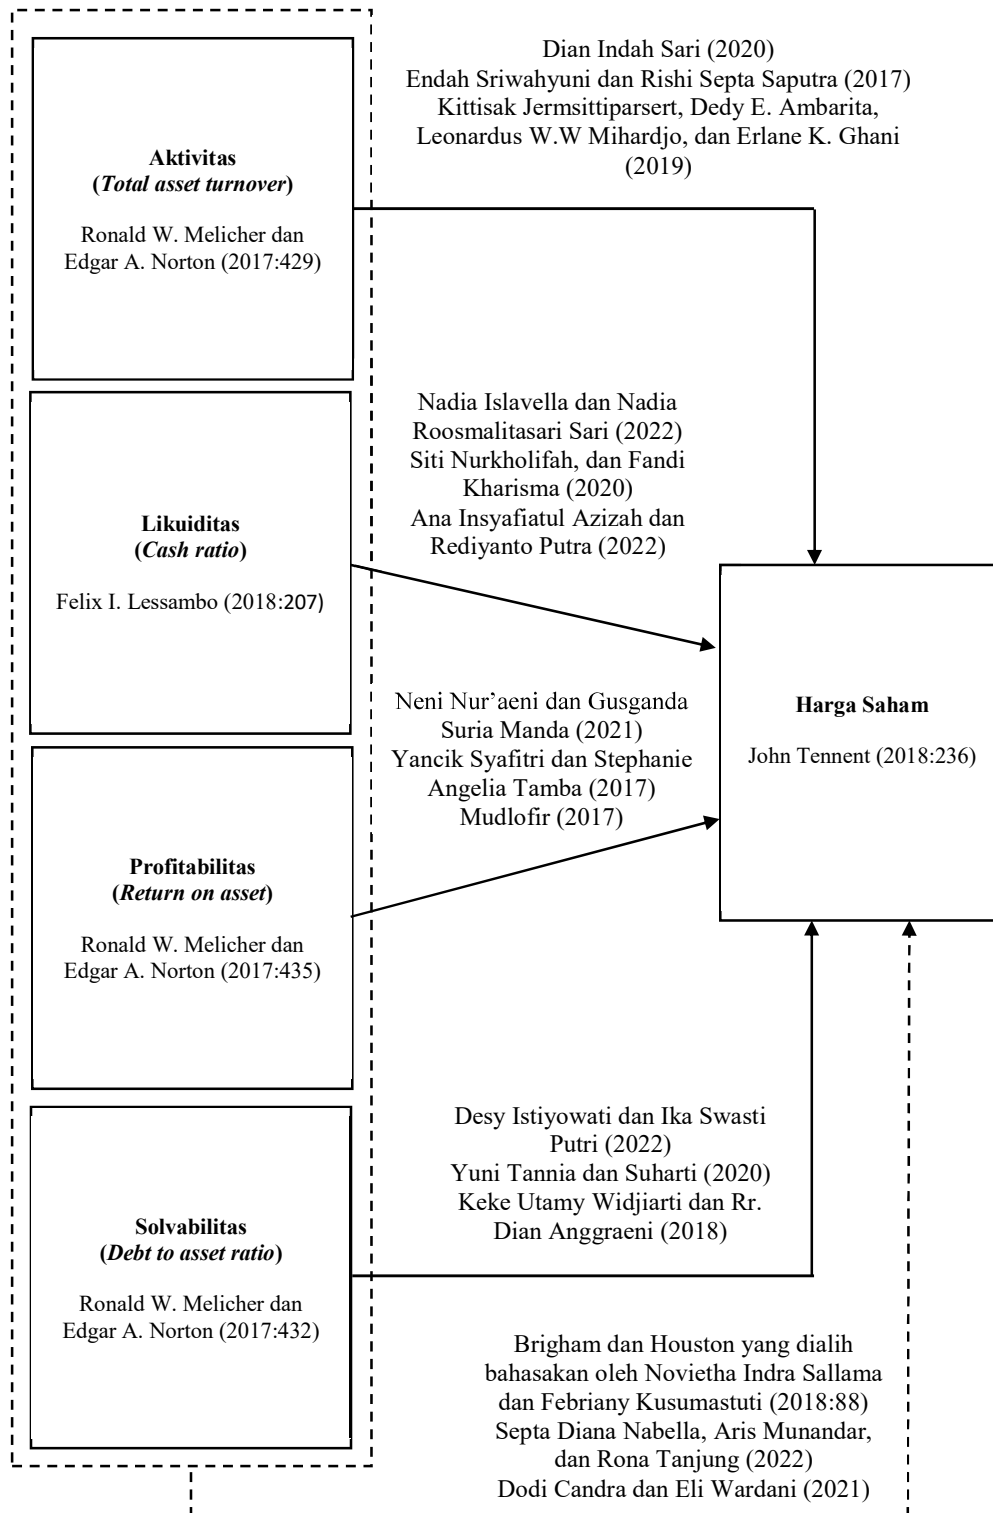 Dian Indah Sari (2020)
Endah Sriwahyuni dan Rishi Septa Saputra (2017)
Kittisak Jermsittiparsert, Dedy E. Ambarita,
Leonardus W.W Mihardjo, dan Erlane K. Ghani
(2019)
Aktivitas
(Total asset turnover)
Ronald W. Melicher dan
Edgar A. Norton (2017:429)
Nadia Islavella dan Nadia
Roosmalitasari Sari (2022)
Siti Nurkholifah, dan Fandi
Kharisma (2020)
Ana Insyafiatul Azizah dan
Rediyanto Putra (2022)
Likuiditas
(Cash ratio)
Felix I. Lessambo (2018:207)
Neni Nur’aeni dan Gusganda
Suria Manda (2021)
Yancik Syafitri dan Stephanie
Angelia Tamba (2017)
Mudlofir (2017)
Harga Saham
John Tennent (2018:236)
Profitabilitas
(Return on asset)
Ronald W. Melicher dan
Edgar A. Norton (2017:435)
Desy Istiyowati dan Ika Swasti
Putri (2022)
Yuni Tannia dan Suharti (2020)
Keke Utamy Widjiarti dan Rr.
Dian Anggraeni (2018)
Solvabilitas
(Debt to asset ratio)
Ronald W. Melicher dan
Edgar A. Norton (2017:432)
Brigham dan Houston yang dialih
bahasakan oleh Novietha Indra Sallama
dan Febriany Kusumastuti (2018:88)
Septa Diana Nabella, Aris Munandar,
dan Rona Tanjung (2022)
Dodi Candra dan Eli Wardani (2021)